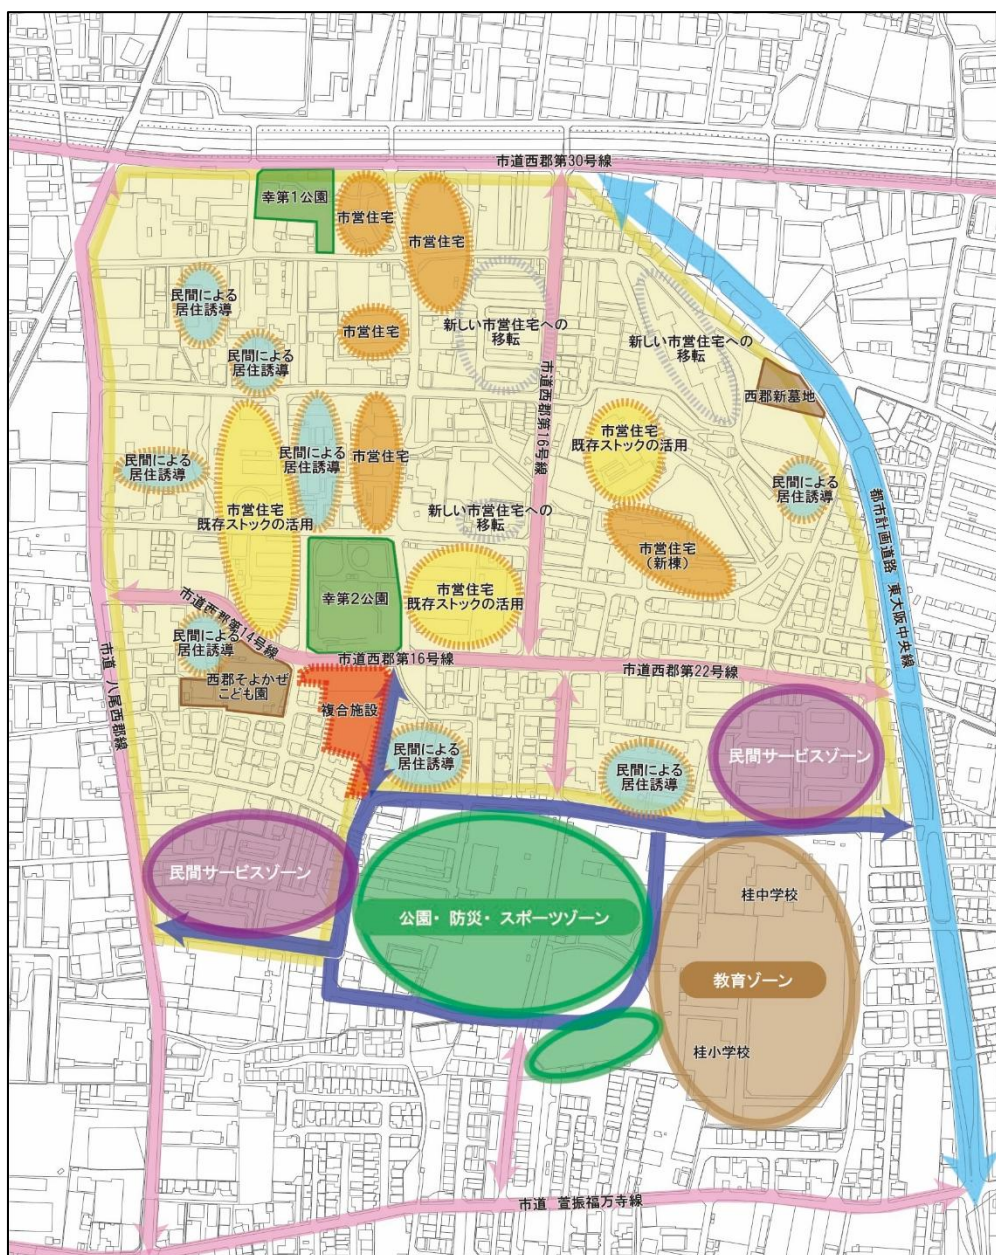 市道西郡第30号線
幸第1公園
市営住宅
市営住宅
民間による
居住誘導
市営住宅
新しい市営住宅への
移転
新しい市営住宅への
移転
民間による
居住誘導
市道西郡第16号線
西郡新墓地
民間による
居住誘導
民間による
居住誘導
市営住宅
市営住宅
既存ストックの活用
民間による
居住誘導
市営住宅
既存ストックの活用
新しい市営住宅への
移転
市営住宅
(新棟)
都市計画道路 東大阪中央線
幸第2公園
市営住宅
既存ストックの活用
市道西郡第14号線
民間による
居住誘導
市道西郡第16号線
市道西郡第22号線
市道 八尾西郡線
西郡そよかぜ
こども園
複合施設
民間による
居住誘導
民間による
居住誘導
民間サービスゾーン
民間サービスゾーン
公園・防災・スポーツゾーン
桂中学校
教育ゾーン
桂小学校
市道 萱振福万寺線